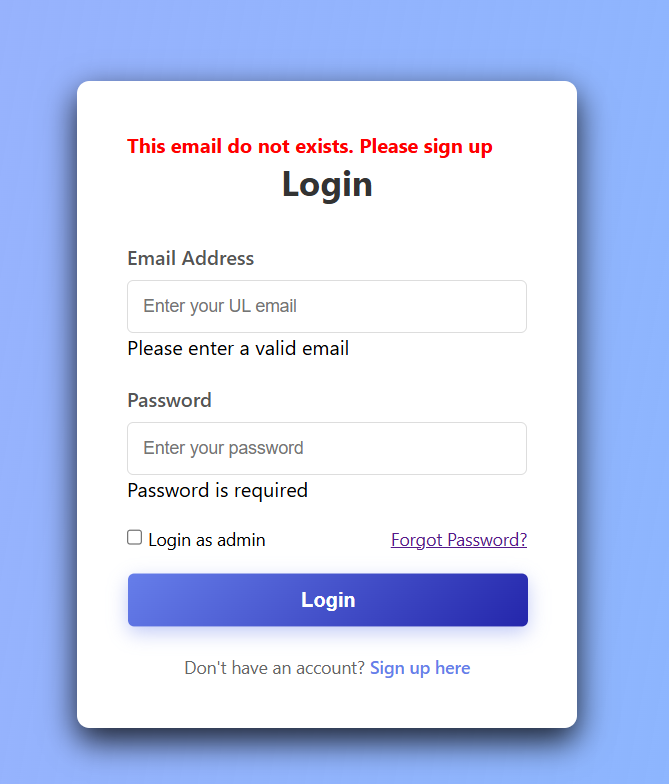 This email do not exists. Please sign up
Login
Email Address
Enter your UL email
Please enter a valid email
Password
Enter your password
Password is required
Login as admin Forgot Password?
Login
Don't have an account? Sign up here